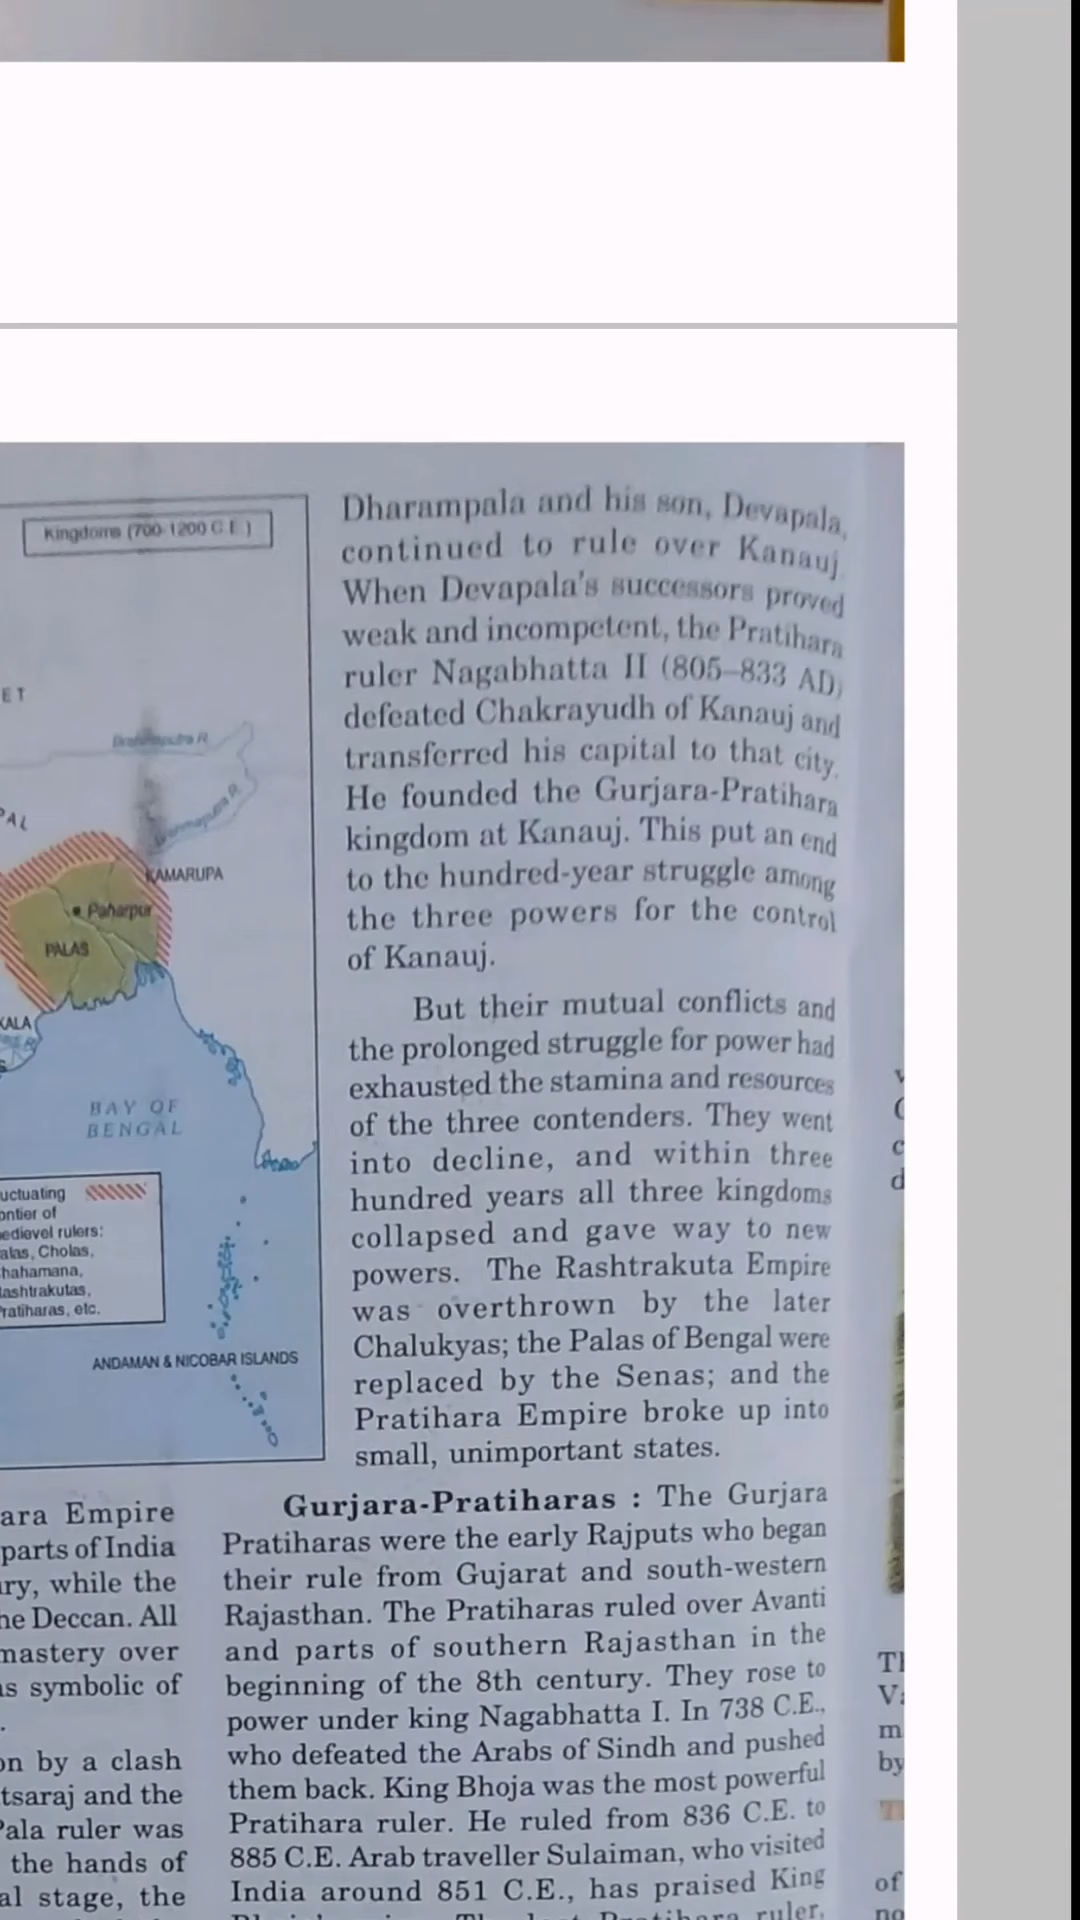 Kingdoms (700-1200 C.E.)
ET
Brahmaputra R.
PAL
KAMARUPA
Paharpur
PALAS
KALA
BAY OF
BENGAL
uctuating
ontier of
medievel rulers:
alas, Cholas,
hahamana,
ashtrakutas,
ratiharas, etc.
ANDAMAN & NICOBAR ISLANDS
Dharampala and his son, Devapala,
continued to rule over Kanauj.
When Devapala's successors proved
weak and incompetent, the Pratihara
ruler Nagabhatta II (805–833 AD)
defeated Chakrayudh of Kanauj and
transferred his capital to that city.
He founded the Gurjara-Pratihara
kingdom at Kanauj. This put an end
to the hundred-year struggle among
the three powers for the control
of Kanauj.
But their mutual conflicts and
the prolonged struggle for power had
exhausted the stamina and resources
of the three contenders. They went
into decline, and within three
hundred years all three kingdoms
collapsed and gave way to new
powers. The Rashtrakuta Empire
was overthrown by the later
Chalukyas; the Palas of Bengal were
replaced by the Senas; and the
Pratihara Empire broke up into
small, unimportant states.
ara Empire
parts of India
ry, while the
he Deccan. All
mastery over
as symbolic of
.
on by a clash
tsaraj and the
Pala ruler was
the hands of
al stage, the
Gurjara-Pratiharas : The Gurjara
Pratiharas were the early Rajputs who began
their rule from Gujarat and south-western
Rajasthan. The Pratiharas ruled over Avanti
and parts of southern Rajasthan in the
beginning of the 8th century. They rose to
power under king Nagabhatta I. In 738 C.E.,
who defeated the Arabs of Sindh and pushed
them back. King Bhoja was the most powerful
Pratihara ruler. He ruled from 836 C.E. to
885 C.E. Arab traveller Sulaiman, who visited
India around 851 C.E., has praised King
ruler,
c
d
m
by
of
no